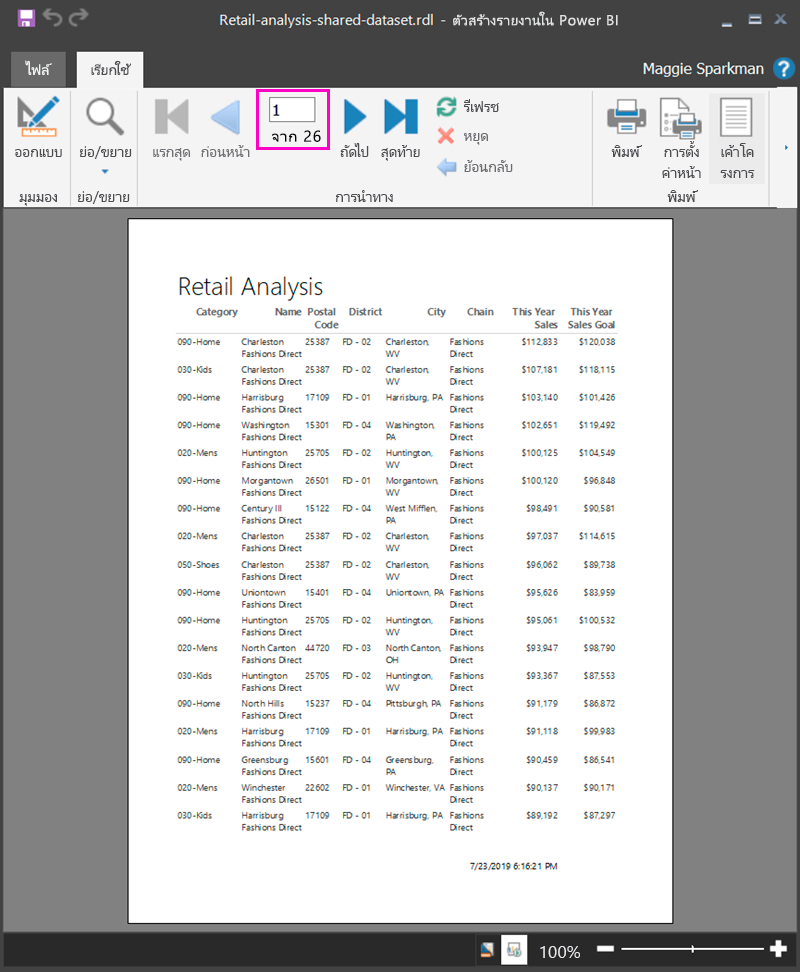 Retail-analysis-shared-dataset.rdl - ตัวสร้างรายงานใน Power BI
ไฟล์ เรียกใช้ Maggie Sparkman ?
ออกแบบ ย่อ/ขยาย แรกสุด ก่อนหน้า 1 จาก 26 ถัดไป สุดท้าย รีเฟรช หยุด ย้อนกลับ พิมพ์ การตั้งค่าหน้า เค้าโครงการ
มุมมอง ย่อ/ขยาย การนำทาง พิมพ์
Retail Analysis
Category Name Postal Code District City Chain This Year Sales This Year Sales Goal
090-Home Charleston Fashions Direct 25387 FD - 02 Charleston, WV Fashions Direct $112,833 $120,038
030-Kids Charleston Fashions Direct 25387 FD - 02 Charleston, WV Fashions Direct $107,181 $118,115
090-Home Harrisburg Fashions Direct 17109 FD - 01 Harrisburg, PA Fashions Direct $103,140 $101,426
090-Home Washington Fashions Direct 15301 FD - 04 Washington, PA Fashions Direct $102,651 $119,492
020-Mens Huntington Fashions Direct 25705 FD - 02 Huntington, WV Fashions Direct $100,125 $104,549
090-Home Morgantown Fashions Direct 26501 FD - 01 Morgantown, WV Fashions Direct $100,120 $96,848
090-Home Century III Fashions Direct 15122 FD - 04 West Mifflen, PA Fashions Direct $98,491 $90,581
020-Mens Charleston Fashions Direct 25387 FD - 02 Charleston, WV Fashions Direct $97,037 $114,615
050-Shoes Charleston Fashions Direct 25387 FD - 02 Charleston, WV Fashions Direct $96,062 $89,738
090-Home Uniontown Fashions Direct 15401 FD - 04 Uniontown, PA Fashions Direct $95,626 $83,959
090-Home Huntington Fashions Direct 25705 FD - 02 Huntington, WV Fashions Direct $95,061 $100,532
020-Mens North Canton Fashions Direct 44720 FD - 03 North Canton, OH Fashions Direct $93,947 $98,790
030-Kids Huntington Fashions Direct 25705 FD - 02 Huntington, WV Fashions Direct $93,367 $87,553
090-Home North Hills Fashions Direct 15237 FD - 04 Pittsburgh, PA Fashions Direct $91,179 $86,872
020-Mens Harrisburg Fashions Direct 17109 FD - 01 Harrisburg, PA Fashions Direct $91,118 $99,983
090-Home Greensburg Fashions Direct 15601 FD - 04 Greensburg, PA Fashions Direct $90,459 $86,541
020-Mens Winchester Fashions Direct 22602 FD - 01 Winchester, VA Fashions Direct $90,137 $90,171
030-Kids Harrisburg Fashions Direct 17109 FD - 01 Harrisburg, PA Fashions Direct $89,192 $87,297
7/23/2019 6:16:21 PM
100%